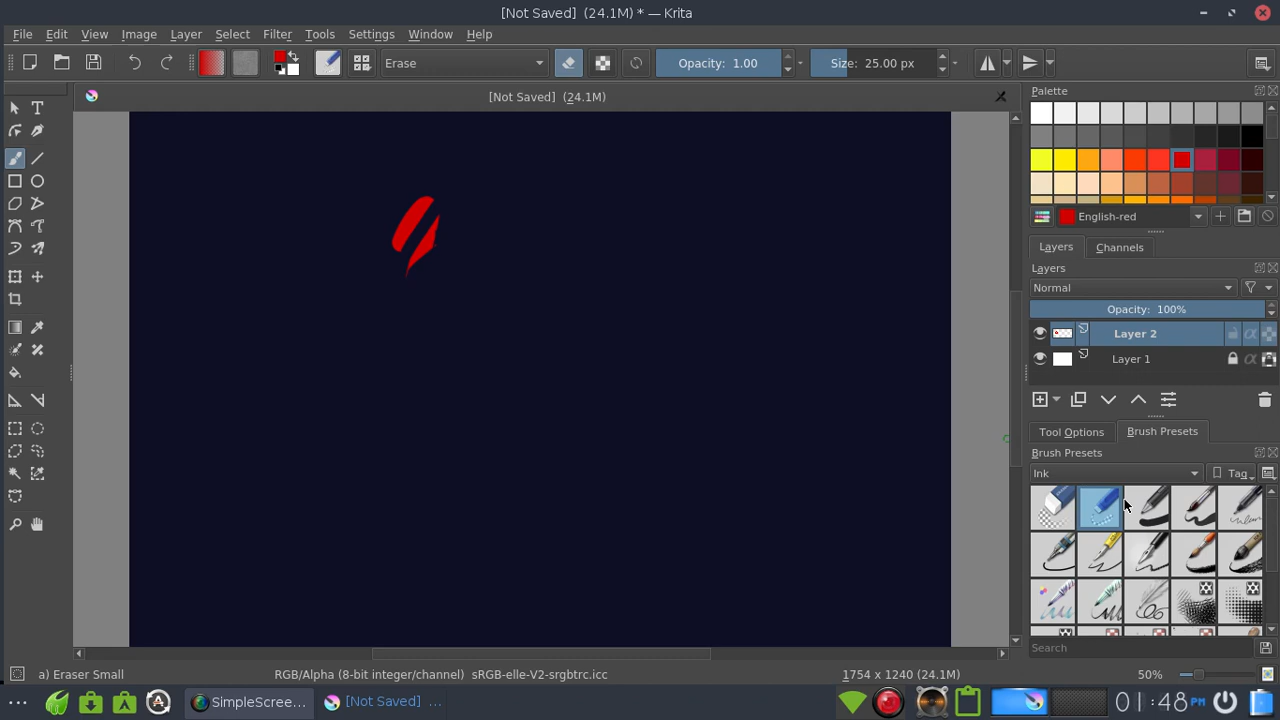 [Not Saved] (24.1M) * — Krita
File Edit View Image Layer Select Filter Tools Settings Window Help
Erase Opacity: 1.00 Size: 25.00 px
[Not Saved] (24.1M)
Palette
English-red
Layers Channels
Layers
Normal
Opacity: 100%
Layer 2
Layer 1
Tool Options Brush Presets
Brush Presets
Ink Tag
Search
a) Eraser Small RGB/Alpha (8-bit integer/channel) sRGB-elle-V2-srgbtrc.icc 1754 x 1240 (24.1M) 50%
SimpleScree... [Not Saved] ... 01:48 PM